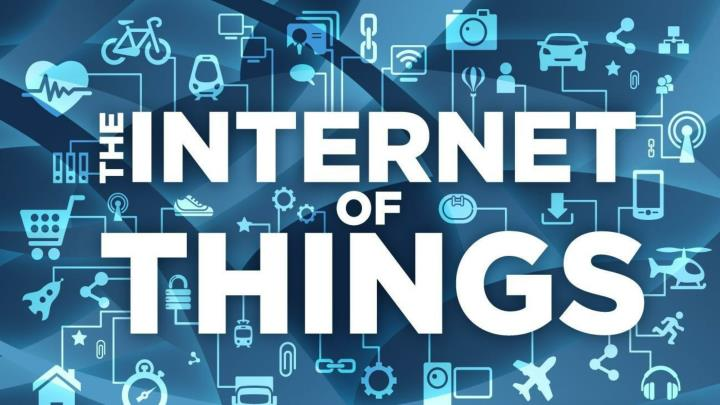 THE INTERNET
OF
THINGS